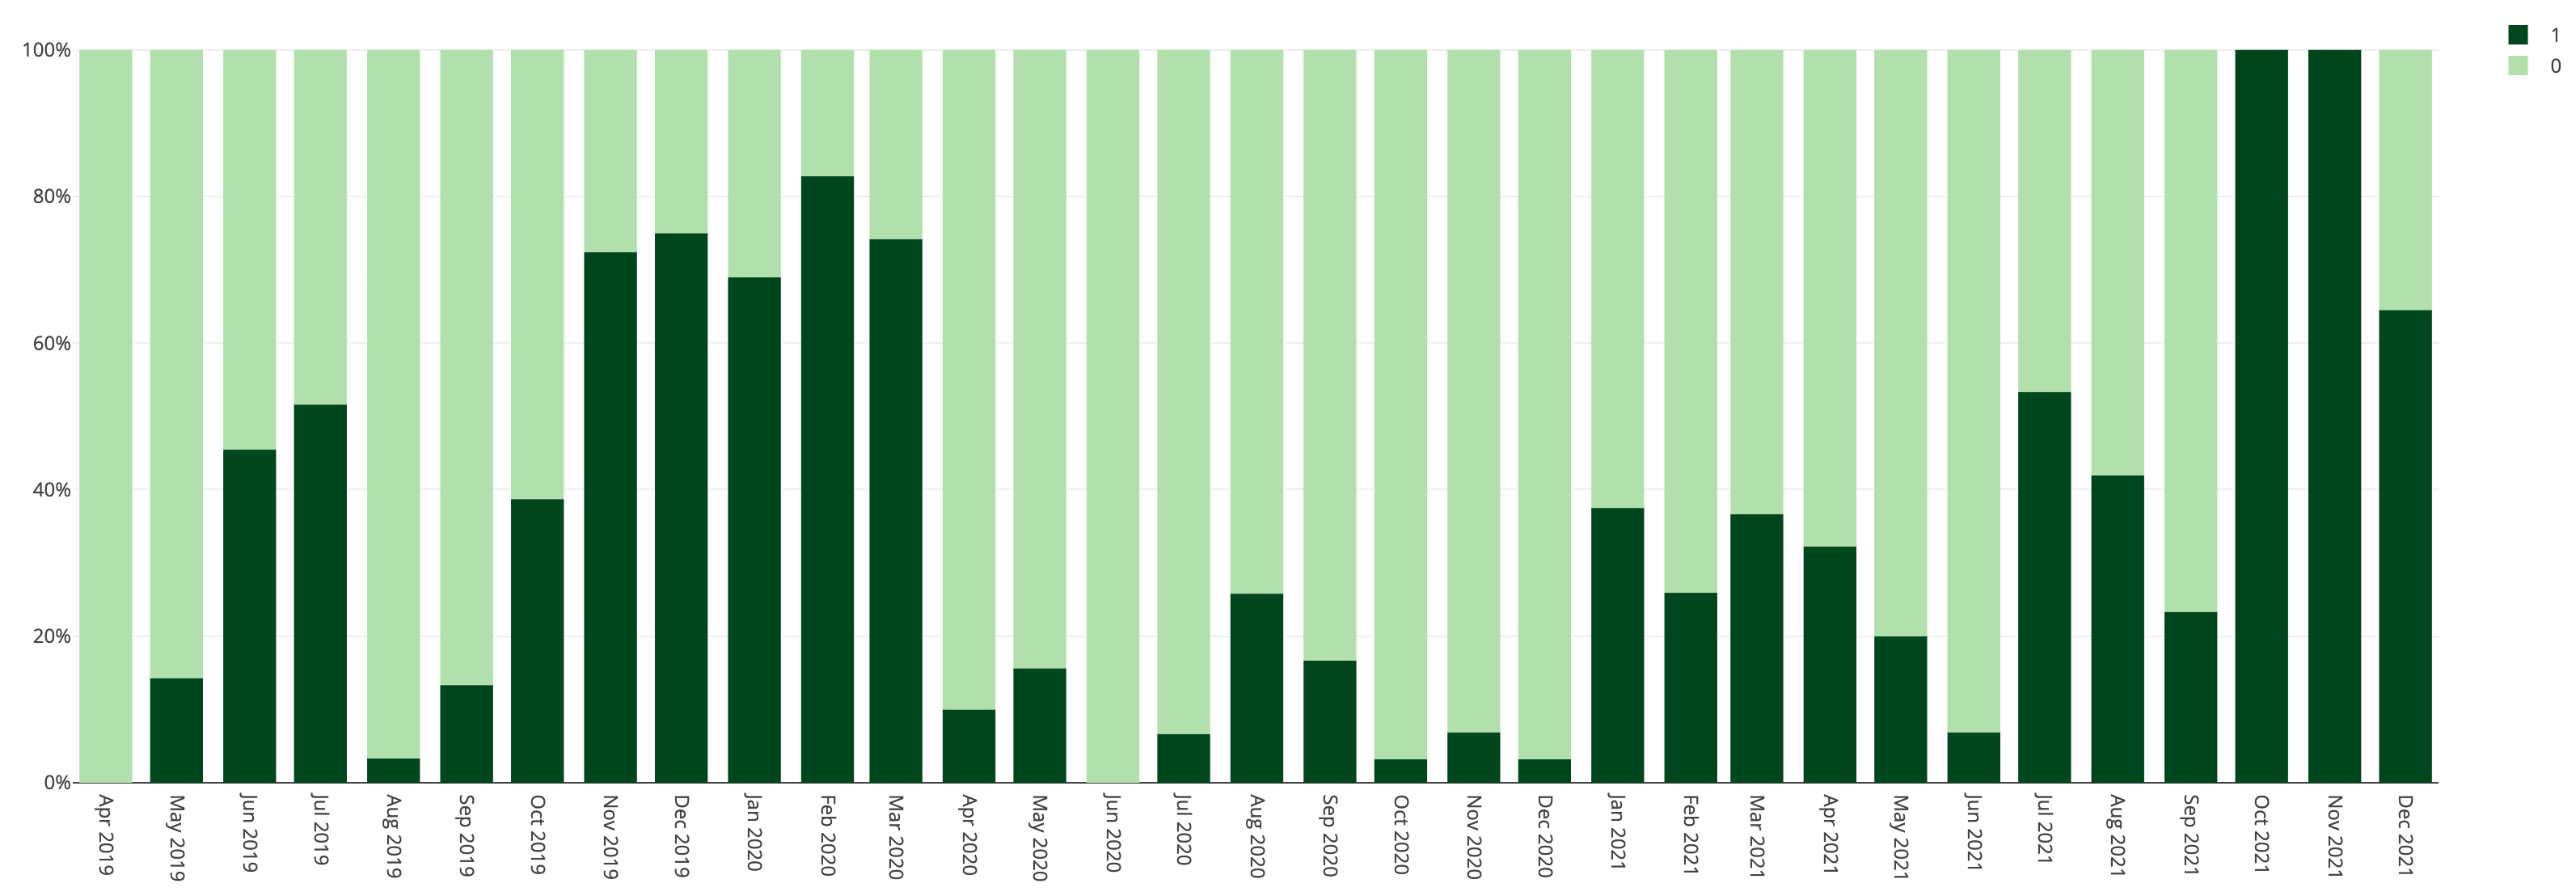 100%
80%
60%
40%
20%
0%
Apr 2019
May 2019
Jun 2019
Jul 2019
Aug 2019
Sep 2019
Oct 2019
Nov 2019
Dec 2019
Jan 2020
Feb 2020
Mar 2020
Apr 2020
May 2020
Jun 2020
Jul 2020
Aug 2020
Sep 2020
Oct 2020
Nov 2020
Dec 2020
Jan 2021
Feb 2021
Mar 2021
Apr 2021
May 2021
Jun 2021
Jul 2021
Aug 2021
Sep 2021
Oct 2021
Nov 2021
Dec 2021
1
0